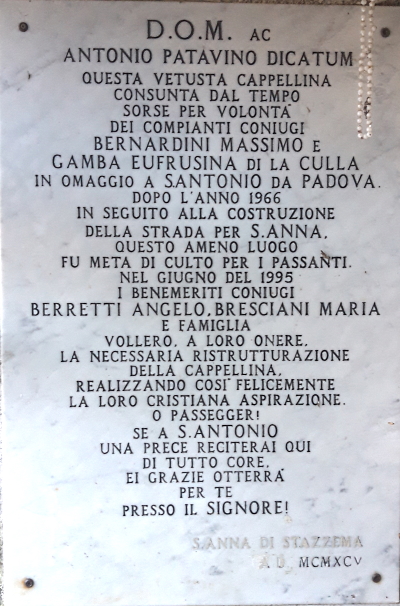 D.O.M. AC
ANTONIO PATAVINO DICATUM
QUESTA VETUSTA CAPPELLINA
CONSUNTA DAL TEMPO
SORSE PER VOLONTÀ
DEI COMPIANTI CONIUGI
BERNARDINI MASSIMO E
GAMBA EUFRUSINA DI LA CULLA
IN OMAGGIO A S.ANTONIO DA PADOVA.
DOPO L'ANNO 1966
IN SEGUITO ALLA COSTRUZIONE
DELLA STRADA PER S.ANNA,
QUESTO AMENO LUOGO
FU META DI CULTO PER I PASSANTI.
NEL GIUGNO DEL 1995
I BENEMERITI CONIUGI
BERRETTI ANGELO, BRESCIANI MARIA
E FAMIGLIA
VOLLERO, A LORO ONERE,
LA NECESSARIA RISTRUTTURAZIONE
DELLA CAPPELLINA,
REALIZZANDO COSÌ FELICEMENTE
LA LORO CRISTIANA ASPIRAZIONE.
O PASSEGGER!
SE A S.ANTONIO
UNA PRECE RECITERAI QUI
DI TUTTO CORE,
EI GRAZIE OTTERRÀ
PER TE
PRESSO IL SIGNORE!
S.ANNA DI STAZZEMA
A.D. MCMXCV